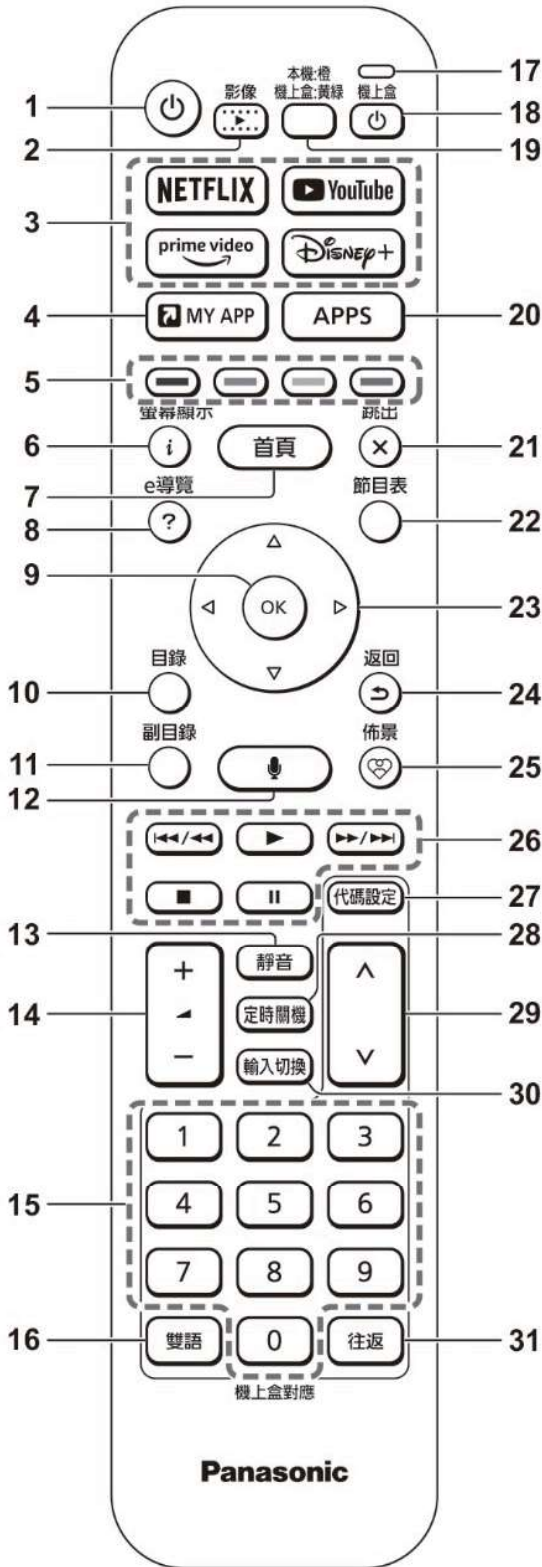 本機:橙
影像 機上盒:黃綠 機上盒
1 17
2 18
19
NETFLIX YouTube
3
prime video Disney+
4 MY APP APPS 20
5
螢幕顯示 跳出
6 i 首頁 21
7
e導覽 節目表
8 ? 22
9 OK 23
目錄 返回
10 24
副目錄 佈景
11 25
12
26
代碼設定 27
13 靜音 28
+
14 定時關機 29
−
輸入切換 30
1 2 3
15 4 5 6
7 8 9
16 雙語 0 往返 31
機上盒對應
Panasonic